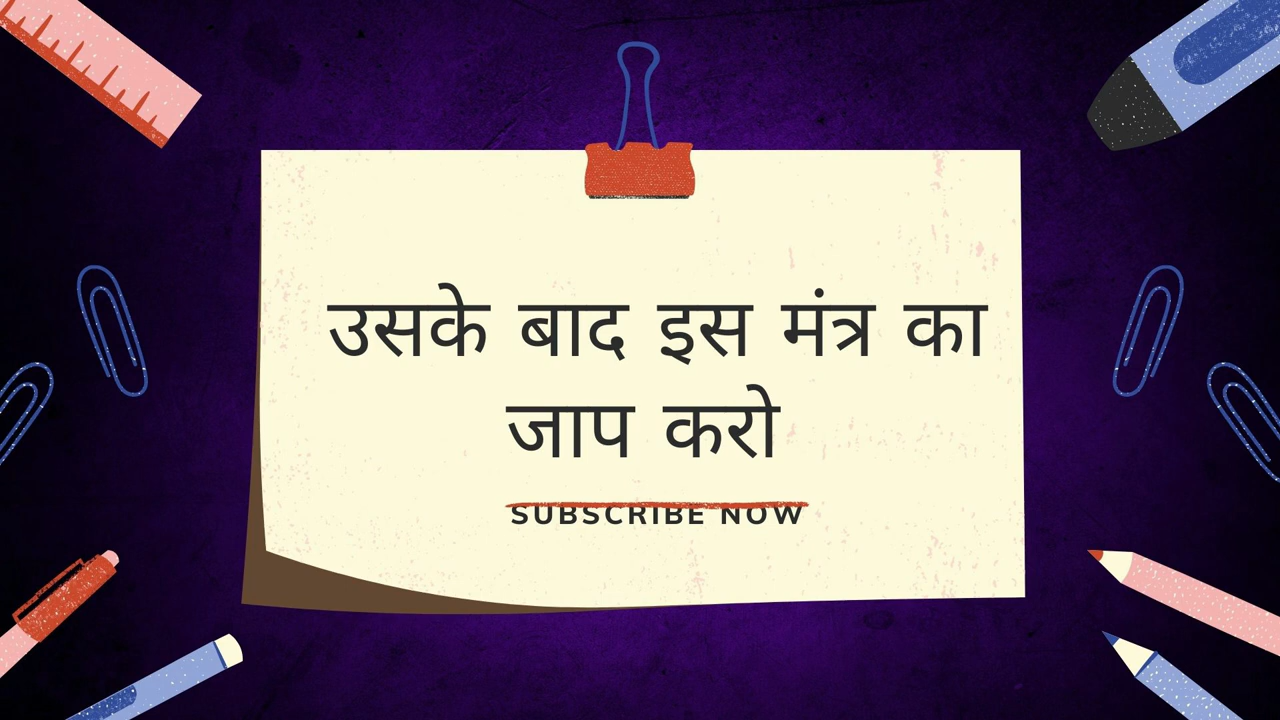 उसके बाद इस मंत्र का
जाप करो
SUBSCRIBE NOW